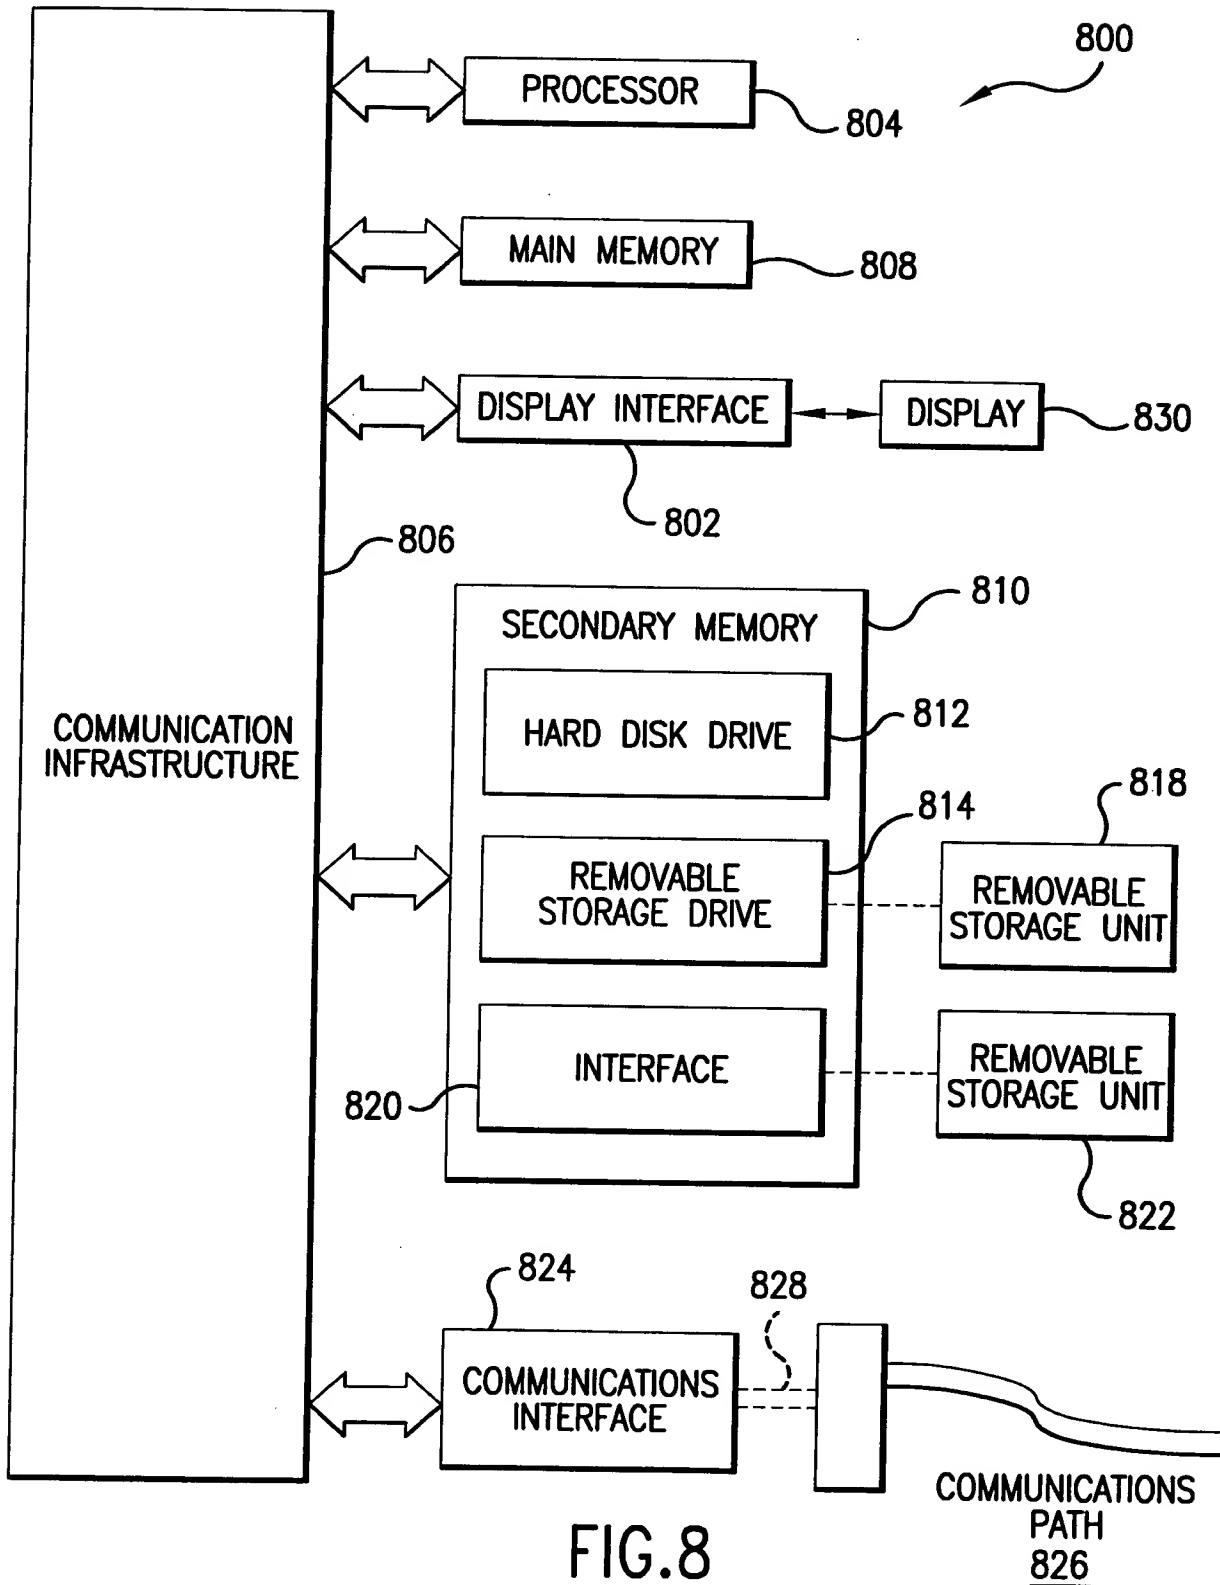 800
PROCESSOR
804
MAIN MEMORY
808
DISPLAY INTERFACE
DISPLAY
830
802
806
810
SECONDARY MEMORY
HARD DISK DRIVE
812
COMMUNICATION
INFRASTRUCTURE
814
818
REMOVABLE
STORAGE DRIVE
REMOVABLE
STORAGE UNIT
INTERFACE
820
REMOVABLE
STORAGE UNIT
822
824
828
COMMUNICATIONS
INTERFACE
COMMUNICATIONS
PATH
826
FIG.8